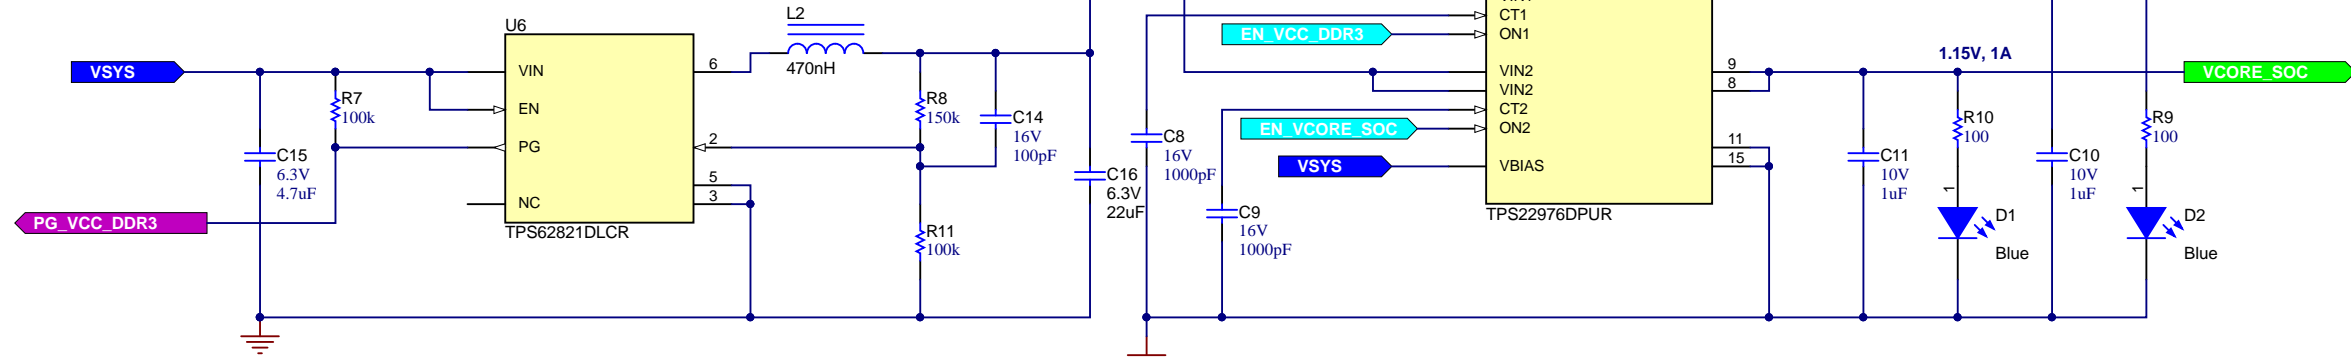 U6
VSYS
VIN
EN
PG
NC
6
2
5
3
TPS62821DLCR
R7
100k
C15
6.3V
4.7uF
PG_VCC_DDR3
L2
470nH
R8
150k
C14
16V
100pF
R11
100k
C16
6.3V
22uF
EN_VCC_DDR3
CT1
ON1
VIN2
VIN2
CT2
ON2
VBIAS
EN_VCORE_SOC
VSYS
C8
16V
1000pF
C9
16V
1000pF
9
8
11
15
TPS22976DPUR
1.15V, 1A
VCORE_SOC
R10
100
C11
10V
1uF
1
D1
Blue
C10
10V
1uF
R9
100
1
D2
Blue